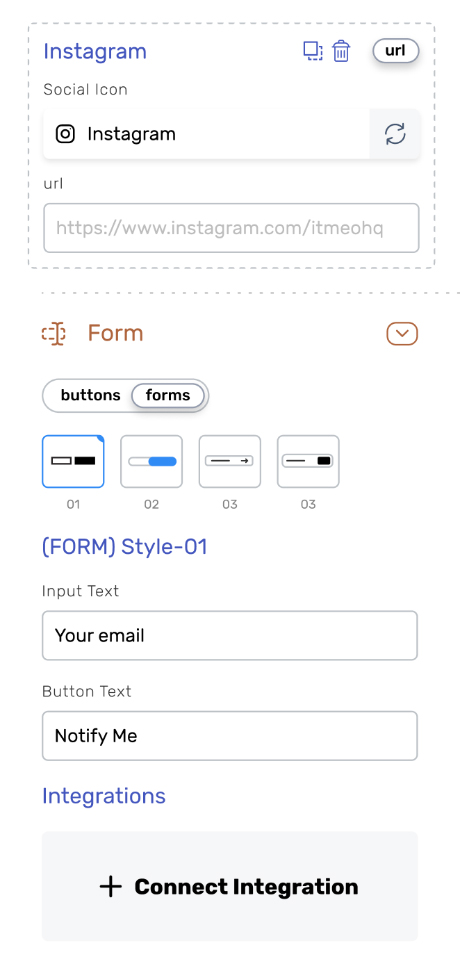 Instagram
url
Social Icon
Instagram
url
https://www.instagram.com/itmeohq
Form
buttons forms
01 02 03 03
(FORM) Style-01
Input Text
Your email
Button Text
Notify Me
Integrations
+ Connect Integration